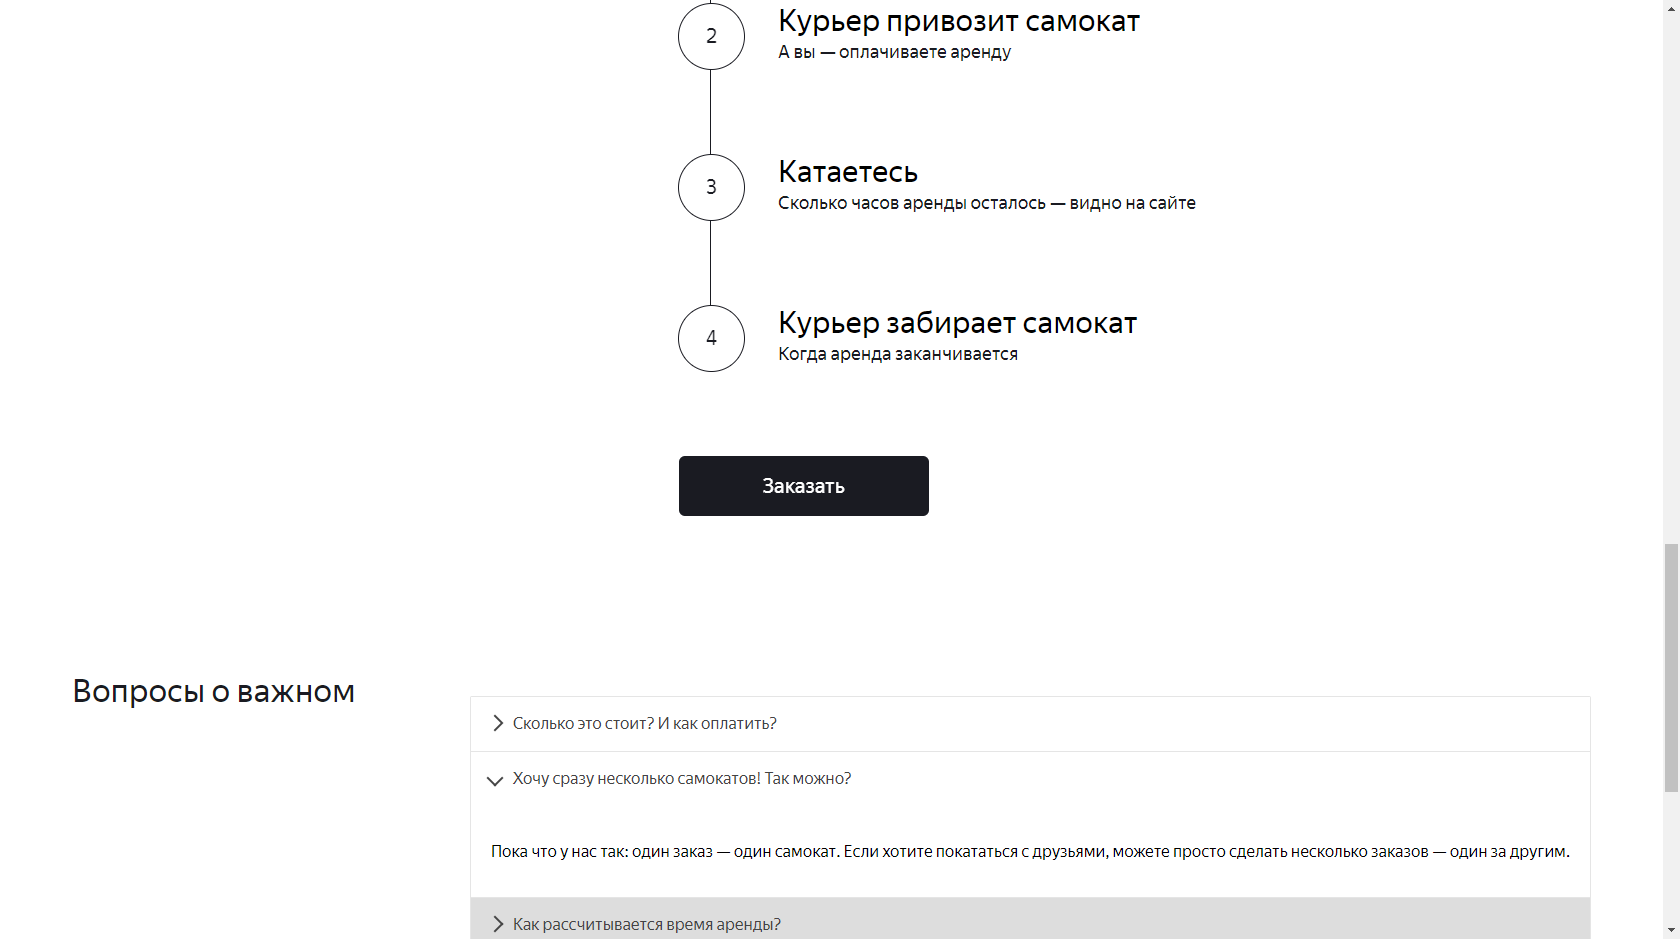 2
Курьер привозит самокат
А вы — оплачиваете аренду
3
Катаетесь
Сколько часов аренды осталось — видно на сайте
4
Курьер забирает самокат
Когда аренда заканчивается
Заказать
Вопросы о важном
Сколько это стоит? И как оплатить?
Хочу сразу несколько самокатов! Так можно?
Пока что у нас так: один заказ — один самокат. Если хотите покататься с друзьями, можете просто сделать несколько заказов — один за другим.
Как рассчитывается время аренды?